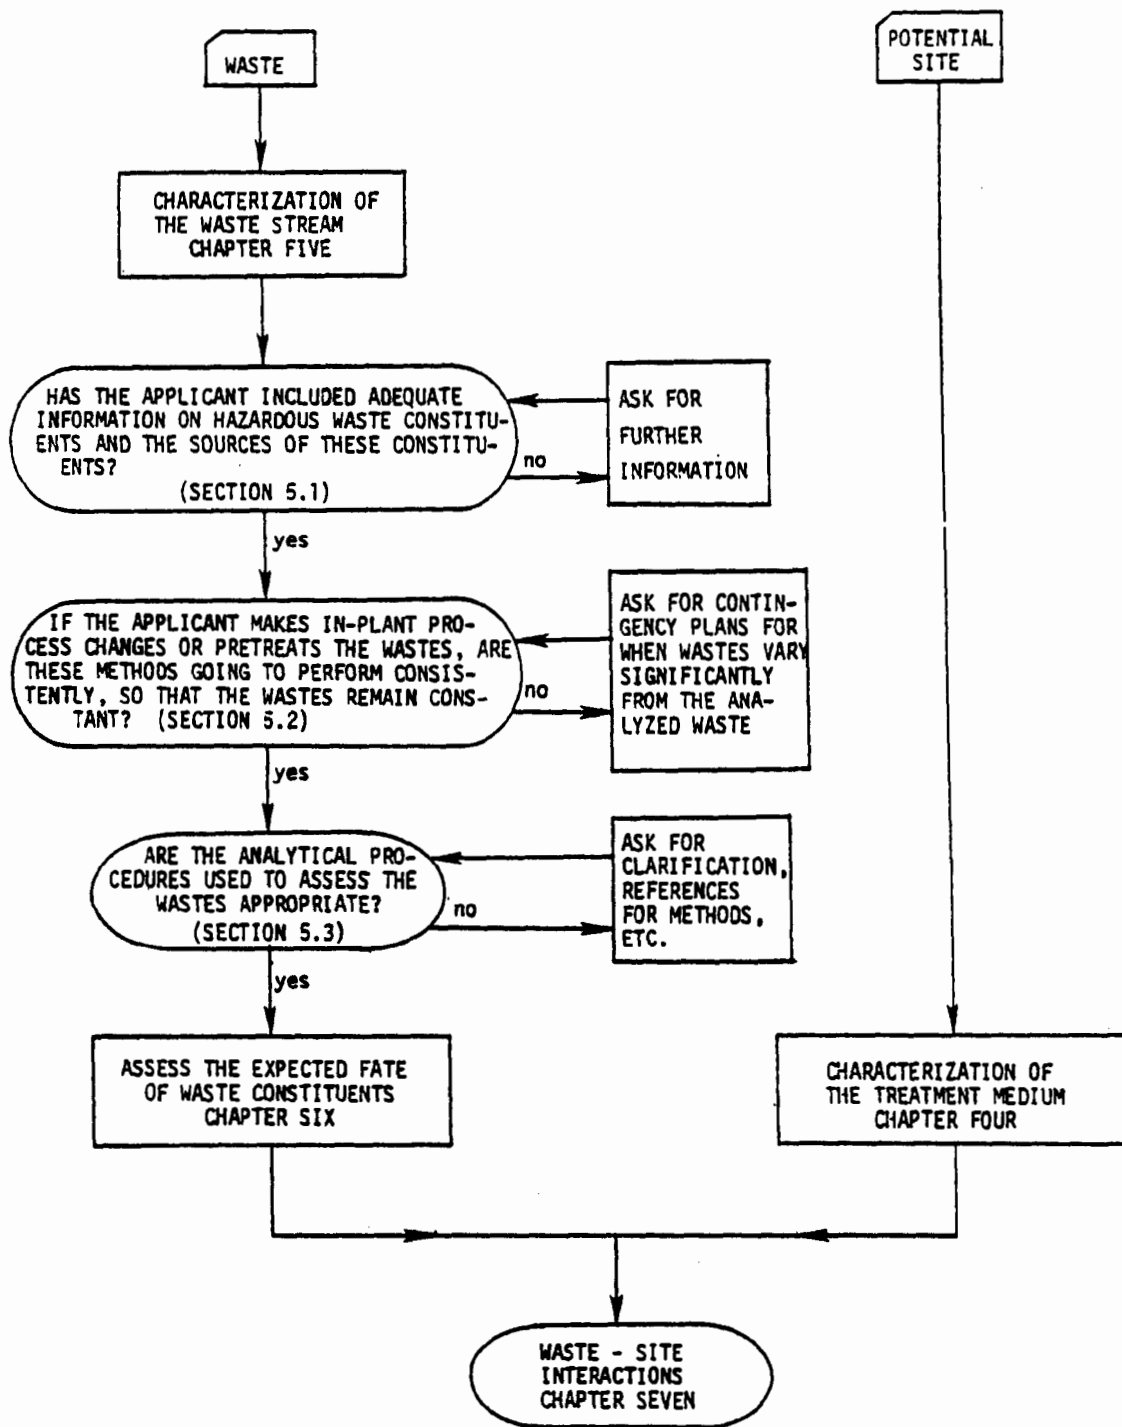 WASTE
POTENTIAL
SITE
CHARACTERIZATION OF
THE WASTE STREAM
CHAPTER FIVE
HAS THE APPLICANT INCLUDED ADEQUATE
INFORMATION ON HAZARDOUS WASTE CONSTITU-
ENTS AND THE SOURCES OF THESE CONSTITU-
ENTS?
(SECTION 5.1)
no
ASK FOR
FURTHER
INFORMATION
yes
IF THE APPLICANT MAKES IN-PLANT PRO-
CESS CHANGES OR PRETREATS THE WASTES, ARE
THESE METHODS GOING TO PERFORM CONSIS-
TENTLY, SO THAT THE WASTES REMAIN CONS-
TANT? (SECTION 5.2)
no
ASK FOR CONTIN-
GENCY PLANS FOR
WHEN WASTES VARY
SIGNIFICANTLY
FROM THE ANA-
LYZED WASTE
yes
ARE THE ANALYTICAL PRO-
CEDURES USED TO ASSESS THE
WASTES APPROPRIATE?
(SECTION 5.3)
no
ASK FOR
CLARIFICATION,
REFERENCES
FOR METHODS,
ETC.
yes
ASSESS THE EXPECTED FATE
OF WASTE CONSTITUENTS
CHAPTER SIX
CHARACTERIZATION OF
THE TREATMENT MEDIUM
CHAPTER FOUR
WASTE - SITE
INTERACTIONS
CHAPTER SEVEN